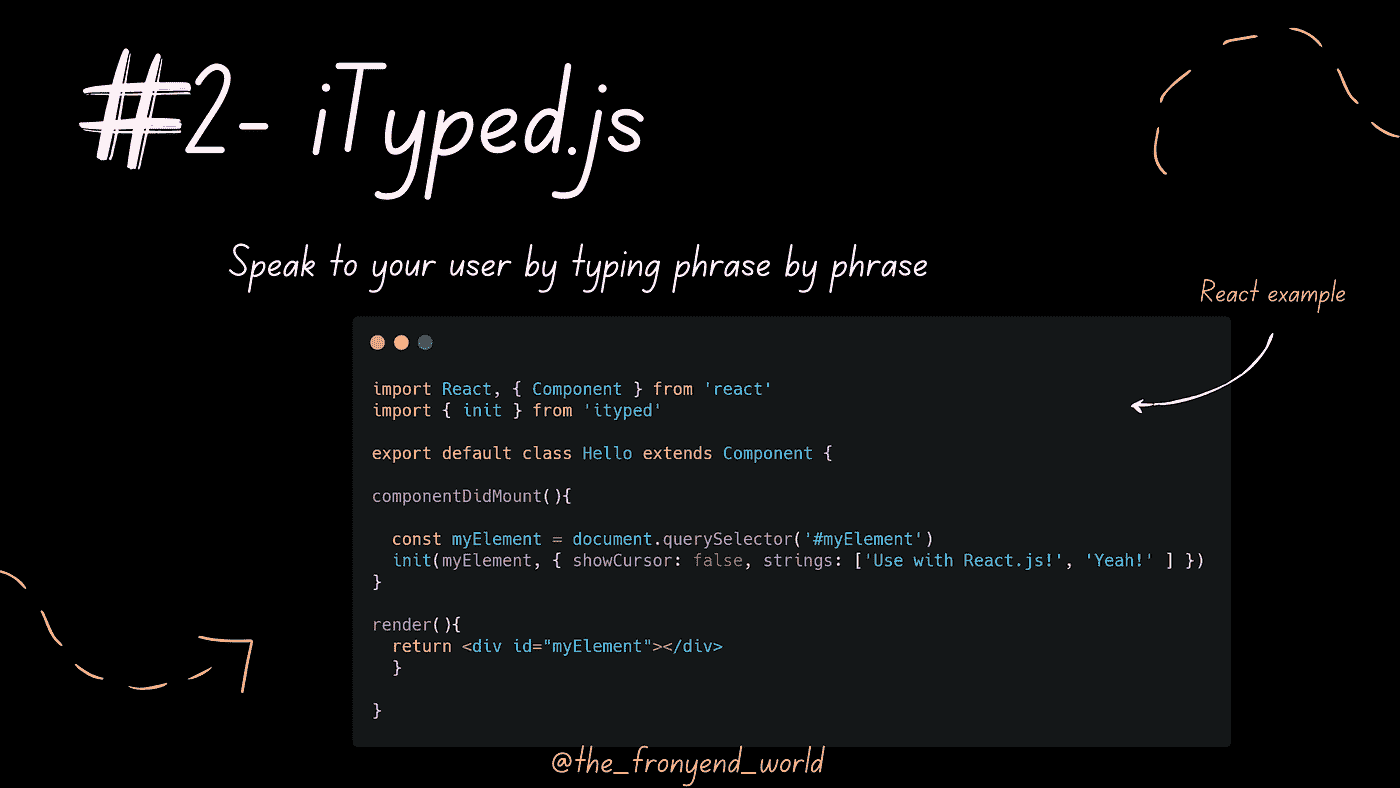 #2- iTyped.js
Speak to your user by typing phrase by phrase
React example
import React, { Component } from 'react'
import { init } from 'ityped'
export default class Hello extends Component {
componentDidMount(){
const myElement = document.querySelector('#myElement')
init(myElement, { showCursor: false, strings: ['Use with React.js!', 'Yeah!' ] })
}
render(){
return <div id="myElement"></div>
}
}
@the_fronyend_world